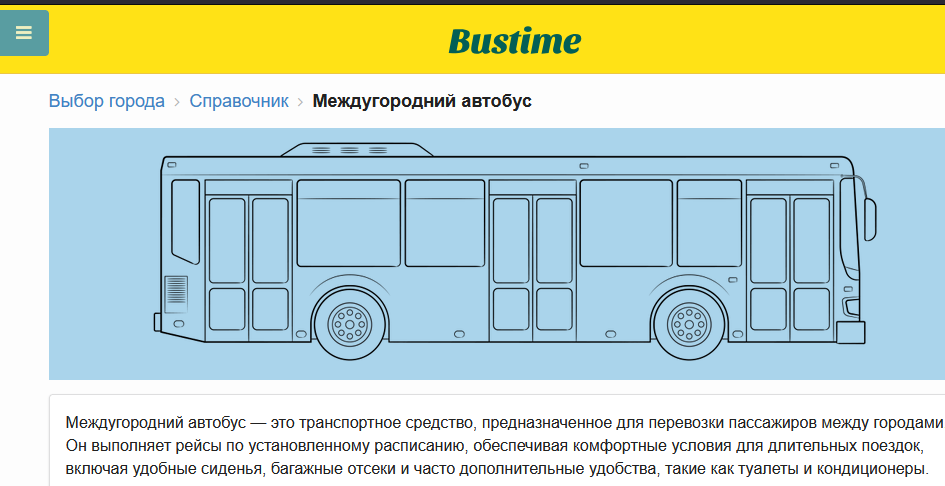 Bustime
Выбор города › Справочник › Междугородний автобус
Междугородний автобус — это транспортное средство, предназначенное для перевозки пассажиров между городами
Он выполняет рейсы по установленному расписанию, обеспечивая комфортные условия для длительных поездок,
включая удобные сиденья, багажные отсеки и часто дополнительные удобства, такие как туалеты и кондиционеры.